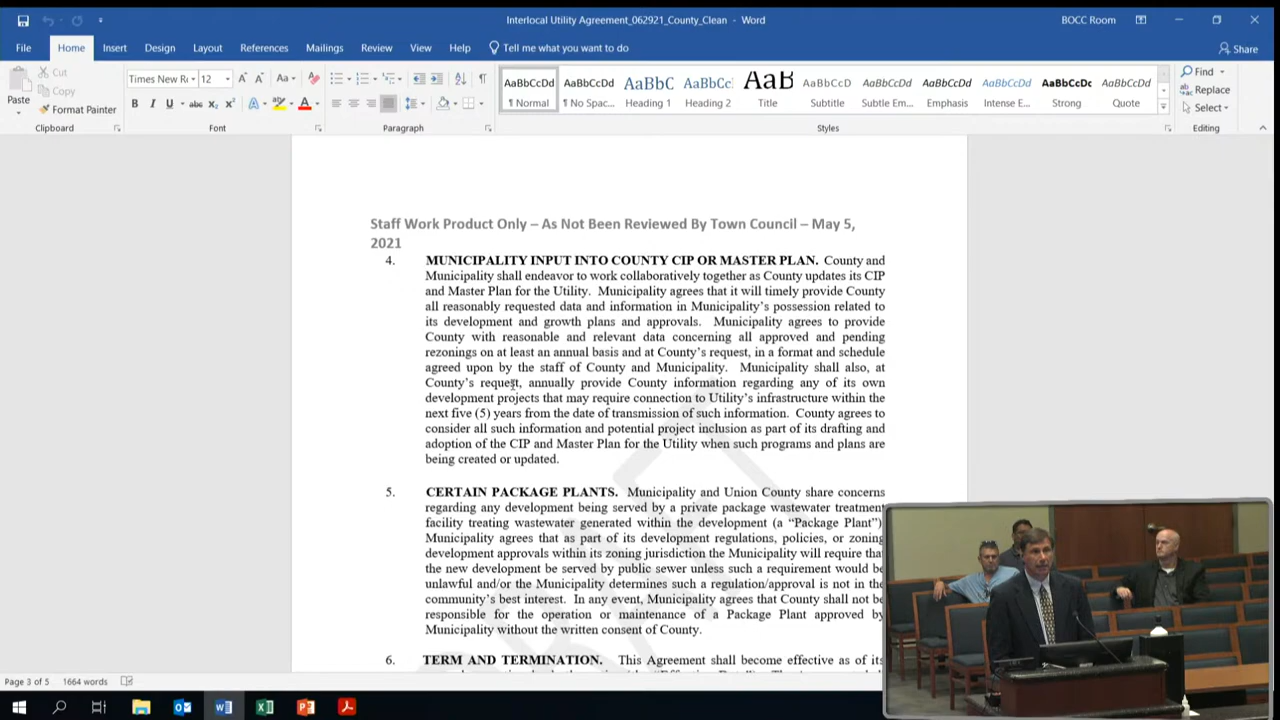 Interlocal Utility Agreement_062921_County_Clean - Word
BOCC Room
File Home Insert Design Layout References Mailings Review View Help Tell me what you want to do
Share
Cut
Copy
Paste
Format Painter
Clipboard
Times New R
12
Aa
B I U abc x₂ x²
Font
Paragraph
AaBbCcDd AaBbCcDd AaBbC AaBbCc AaB AaBbCcD AaBbCcDd AaBbCcDd AaBbCcDd AaBbCcDc AaBbCcDd
¶ Normal ¶ No Spac... Heading 1 Heading 2 Title Subtitle Subtle Em... Emphasis Intense E... Strong Quote
Styles
Find
Replace
Select
Editing
Staff Work Product Only – As Not Been Reviewed By Town Council – May 5,
2021
4. MUNICIPALITY INPUT INTO COUNTY CIP OR MASTER PLAN. County and
Municipality shall endeavor to work collaboratively together as County updates its CIP
and Master Plan for the Utility. Municipality agrees that it will timely provide County
all reasonably requested data and information in Municipality's possession related to
its development and growth plans and approvals. Municipality agrees to provide
County with reasonable and relevant data concerning all approved and pending
rezonings on at least an annual basis and at County's request, in a format and schedule
agreed upon by the staff of County and Municipality. Municipality shall also, at
County's request, annually provide County information regarding any of its own
development projects that may require connection to Utility's infrastructure within the
next five (5) years from the date of transmission of such information. County agrees to
consider all such information and potential project inclusion as part of its drafting and
adoption of the CIP and Master Plan for the Utility when such programs and plans are
being created or updated.
5. CERTAIN PACKAGE PLANTS. Municipality and Union County share concerns
regarding any development being served by a private package wastewater treatment
facility treating wastewater generated within the development (a “Package Plant”)
Municipality agrees that as part of its development regulations, policies, or zoning
development approvals within its zoning jurisdiction the Municipality will require tha
the new development be served by public sewer unless such a requirement would be
unlawful and/or the Municipality determines such a regulation/approval is not in the
community's best interest. In any event, Municipality agrees that County shall not be
responsible for the operation or maintenance of a Package Plant approved by
Municipality without the written consent of County.
6. TERM AND TERMINATION. This Agreement shall become effective as of its
Page 3 of 5 1664 words